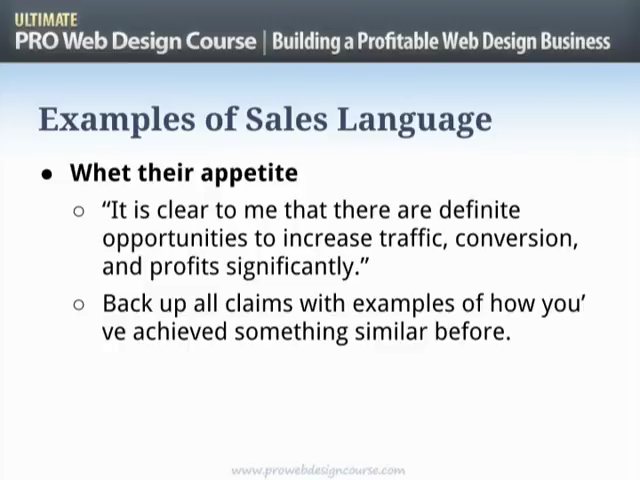 ULTIMATE
PRO Web Design Course | Building a Profitable Web Design Business
Examples of Sales Language
● Whet their appetite
○ “It is clear to me that there are definite
opportunities to increase traffic, conversion,
and profits significantly.”
○ Back up all claims with examples of how you’
ve achieved something similar before.
www.prowebdesigncourse.com